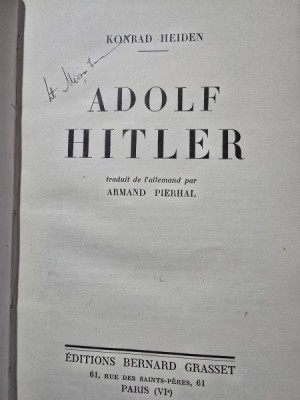 KONRAD HEIDEN
ADOLF
HITLER
traduit de l'allemand par
ARMAND PIERHAL
ÉDITIONS BERNARD GRASSET
61, RUE DES SAINTS-PÈRES, 61
PARIS (VIᵉ)